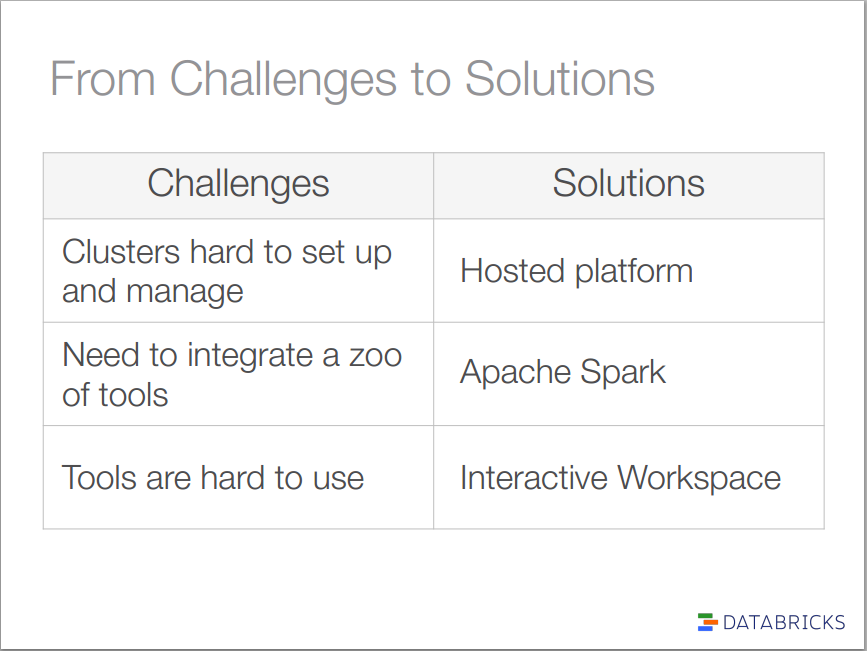 From Challenges to Solutions
Challenges
Solutions
Clusters hard to set up
and manage
Hosted platform
Need to integrate a zoo
of tools
Apache Spark
Tools are hard to use
Interactive Workspace
DATABRICKS